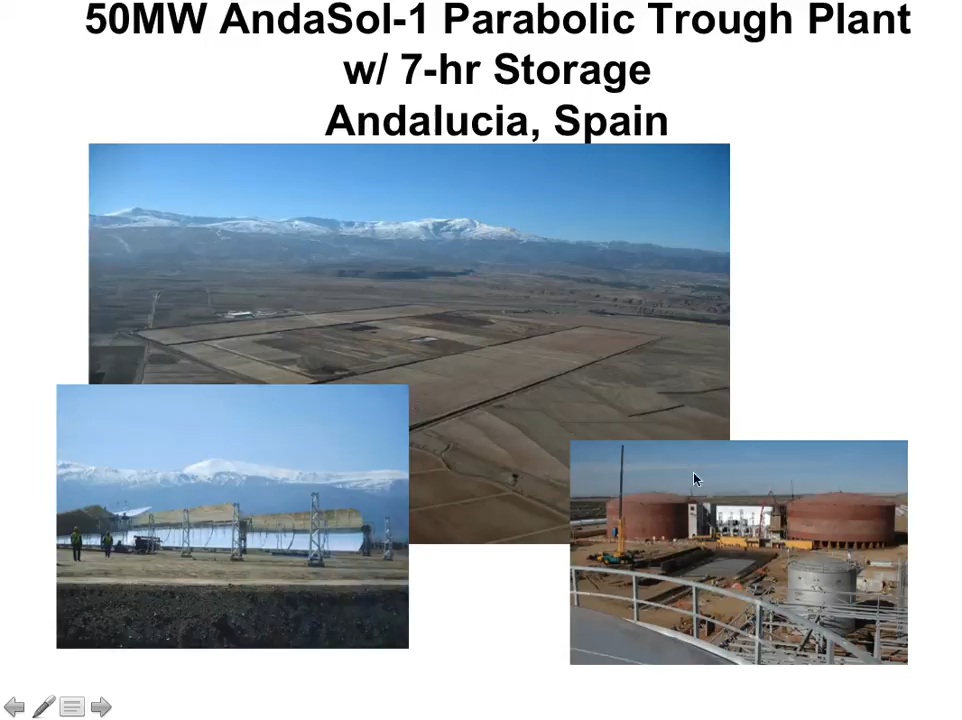 50MW AndaSol-1 Parabolic Trough Plant
w/ 7-hr Storage
Andalucia, Spain